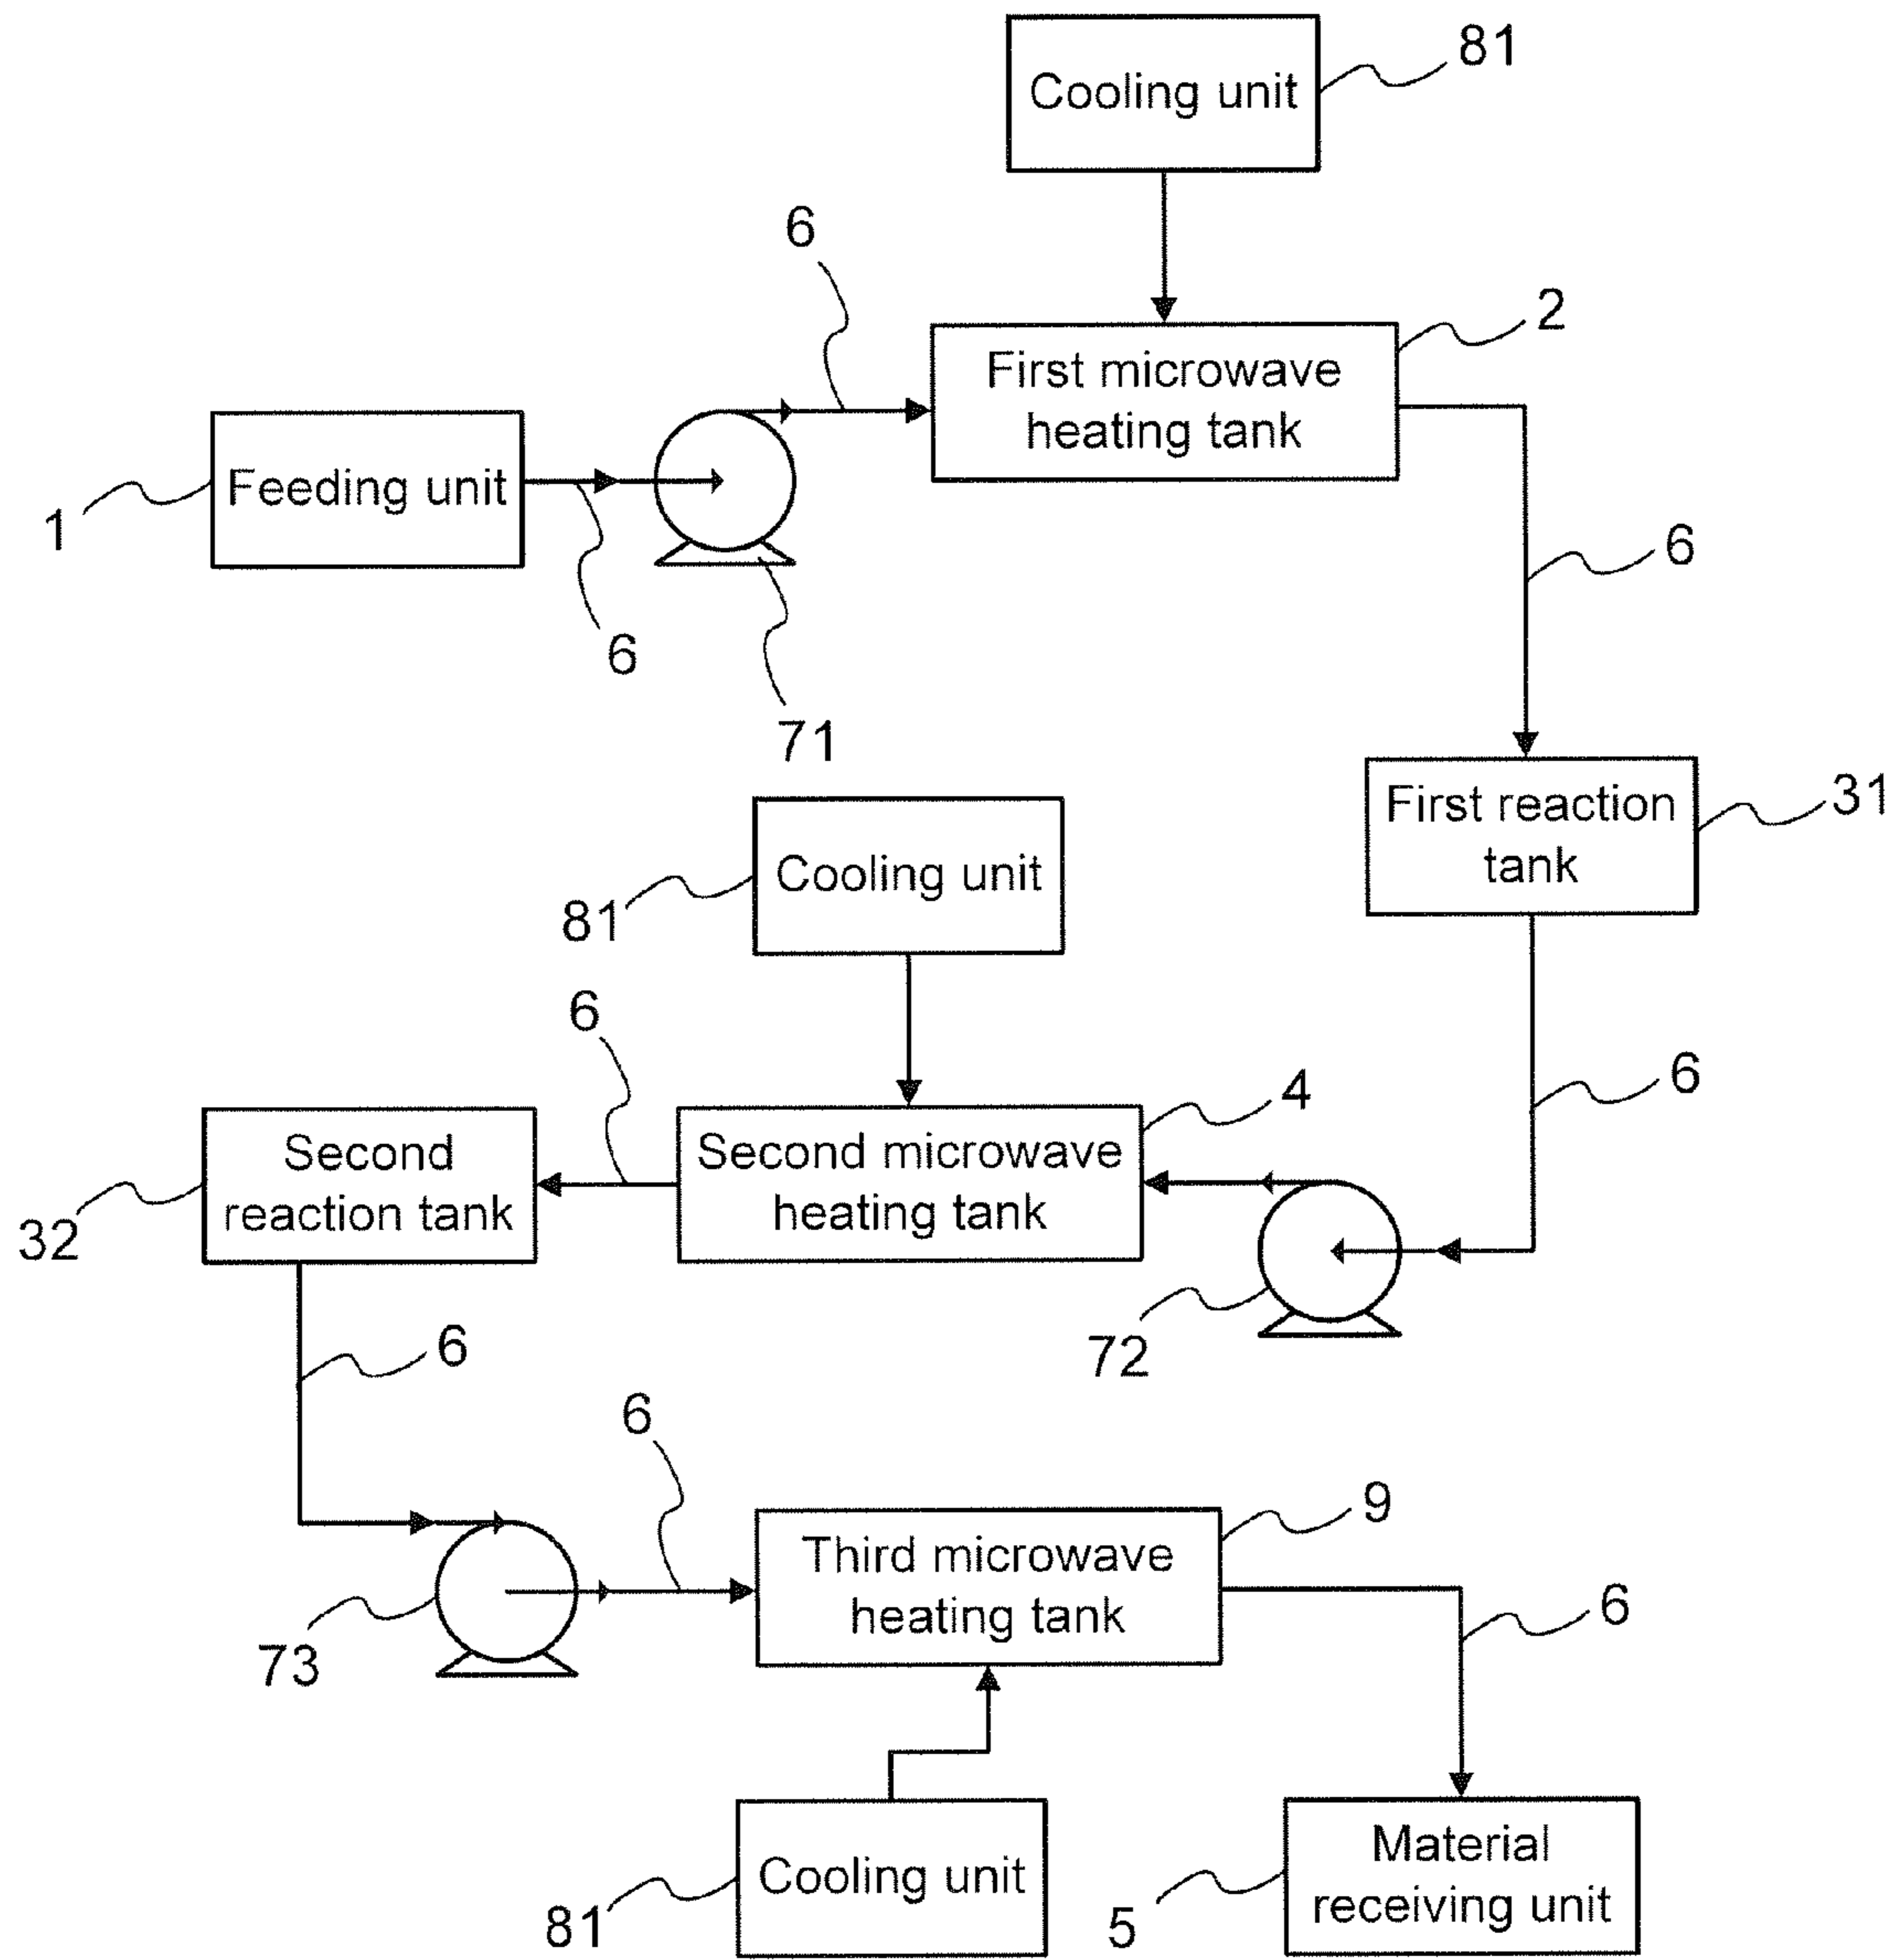 81
Cooling unit
6
2
First microwave
heating tank
Feeding unit
1
6
6
71
31
First reaction
tank
Cooling unit
81
6
6
4
Second
reaction tank
Second microwave
heating tank
32
72
6
6
9
Third microwave
heating tank
6
73
Material
receiving unit
Cooling unit
81
5